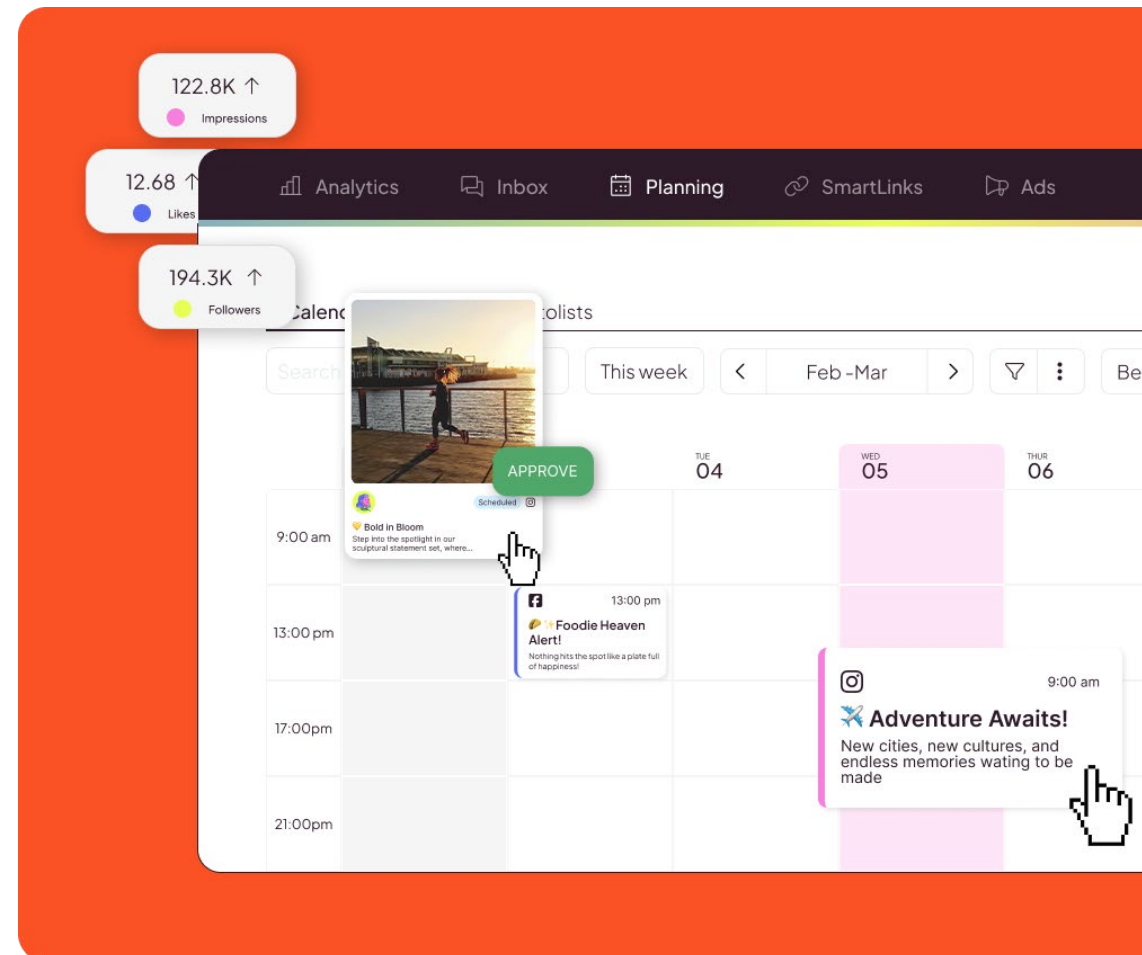 122.8K ↑
Impressions
12.68 ↑
Likes
194.3K ↑
Followers
Analytics
Inbox
Planning
SmartLinks
Ads
Search
This week
Feb -Mar
APPROVE
Scheduled
Bold in Bloom
Step into the spotlight in our
sculptural statement set, where...
TUE
04
WED
05
THUR
06
9:00 am
13:00 pm
17:00pm
21:00pm
13:00 pm
🌮✨Foodie Heaven
Alert!
Nothing hits the spot like a plate full
of happiness!
9:00 am
✈️ Adventure Awaits!
New cities, new cultures, and
endless memories wating to be
made